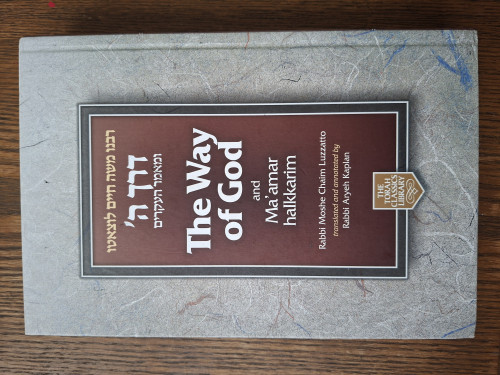 רבנו משה חיים לוצאטו
דרך ה'
ומאמר העקרים
The Way
of God
and
Ma'amar
haIkkarim
Rabbi Moshe Chaim Luzzatto
translated and annotated by
Rabbi Aryeh Kaplan
THE
TORAH
CLASSICS
LIBRARY